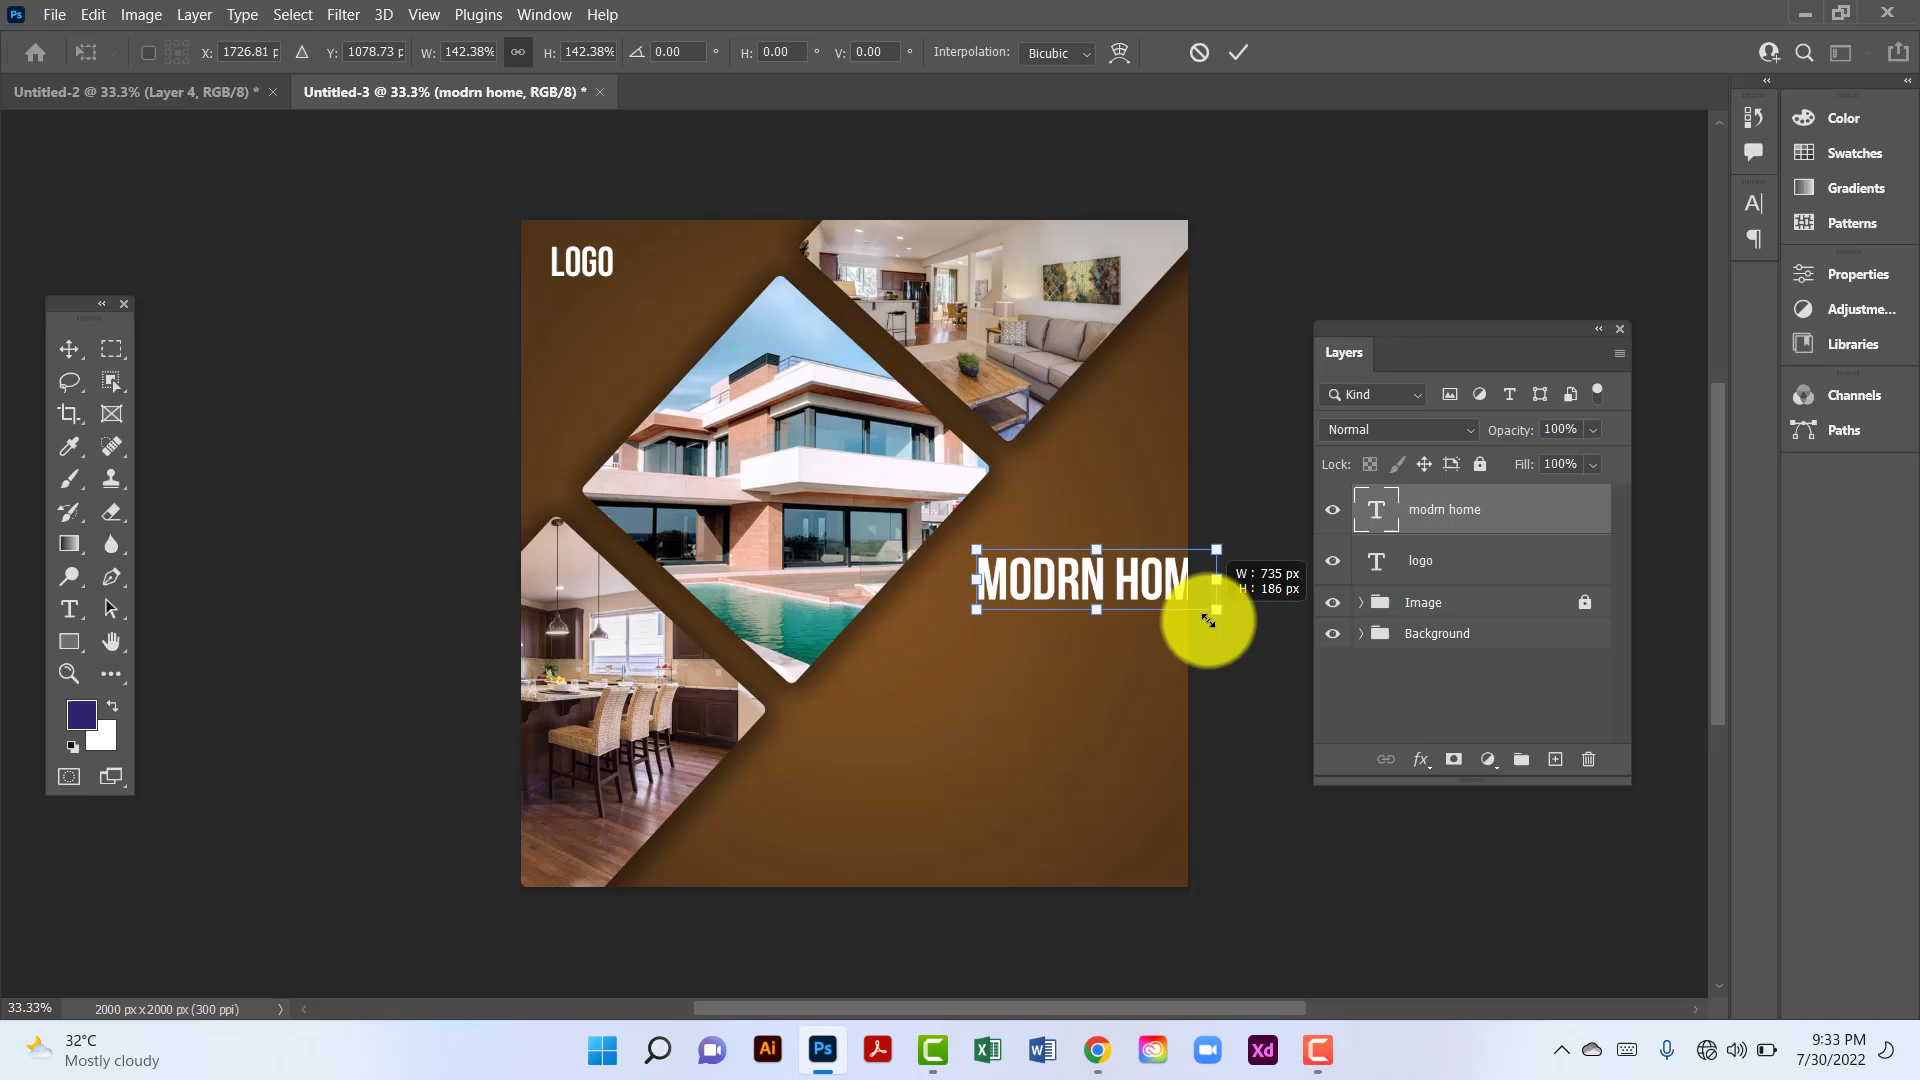 Ps File Edit Image Layer Type Select Filter 3D View Plugins Window Help
X: 1726.81 p Y: 1078.73 p W: 142.38% H: 142.38% 0.00 ° H: 0.00 ° V: 0.00 ° Interpolation: Bicubic
Untitled-2 @ 33.3% (Layer 4, RGB/8) * × Untitled-3 @ 33.3% (modrn home, RGB/8) * ×
Color
Swatches
Gradients
Patterns
Properties
Adjustme...
Libraries
Channels
Paths
LOGO
MODRN HOM
W: 735 px
H: 186 px
Layers
Kind
Normal Opacity: 100%
Lock: Fill: 100%
T modrn home
T logo
Image
Background
33.33% 2000 px x 2000 px (300 ppi)
32°C
Mostly cloudy
Ai Ps Xd
9:33 PM
7/30/2022